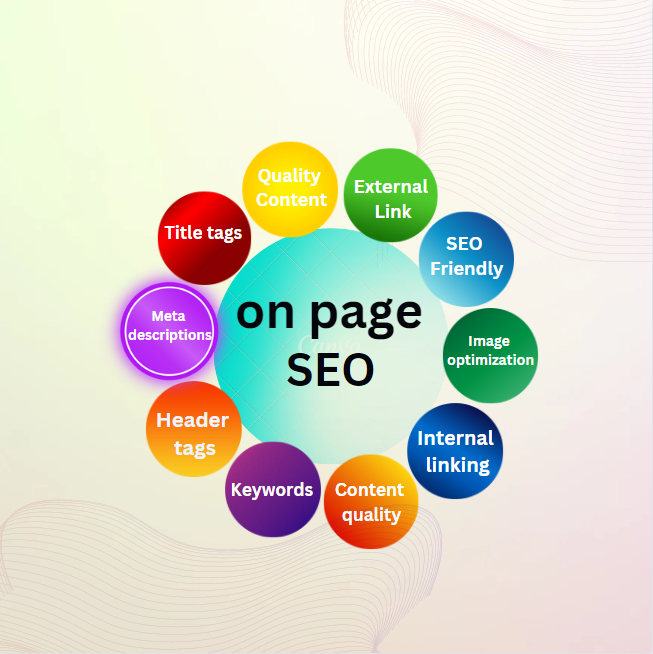 Quality
Content
External
Link
Title tags
SEO
Friendly
Meta
descriptions
on page
SEO
Image
optimization
Header
tags
Internal
linking
Keywords
Content
quality